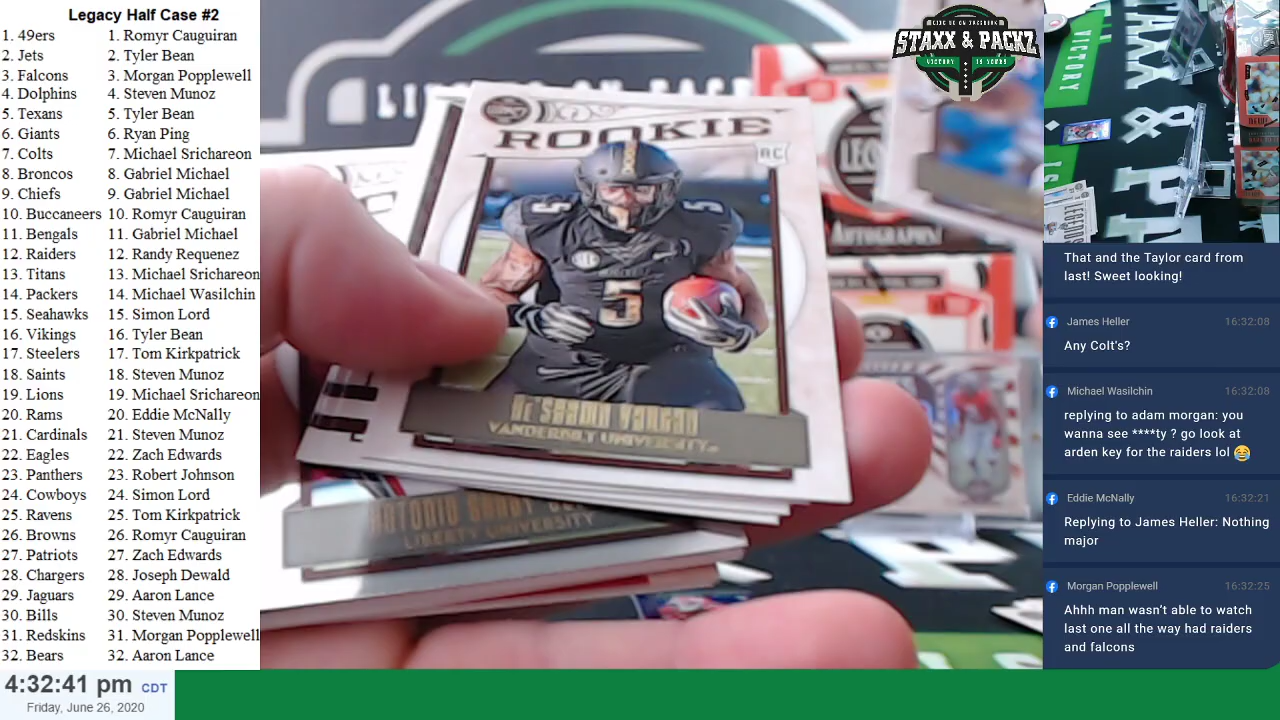 Legacy Half Case #2
1. 49ers 1. Romyr Cauguiran
2. Jets 2. Tyler Bean
3. Falcons 3. Morgan Popplewell
4. Dolphins 4. Steven Munoz
5. Texans 5. Tyler Bean
6. Giants 6. Ryan Ping
7. Colts 7. Michael Srichareon
8. Broncos 8. Gabriel Michael
9. Chiefs 9. Gabriel Michael
10. Buccaneers 10. Romyr Cauguiran
11. Bengals 11. Gabriel Michael
12. Raiders 12. Randy Requenez
13. Titans 13. Michael Srichareon
14. Packers 14. Michael Wasilchin
15. Seahawks 15. Simon Lord
16. Vikings 16. Tyler Bean
17. Steelers 17. Tom Kirkpatrick
18. Saints 18. Steven Munoz
19. Lions 19. Michael Srichareon
20. Rams 20. Eddie McNally
21. Cardinals 21. Steven Munoz
22. Eagles 22. Zach Edwards
23. Panthers 23. Robert Johnson
24. Cowboys 24. Simon Lord
25. Ravens 25. Tom Kirkpatrick
26. Browns 26. Romyr Cauguiran
27. Patriots 27. Zach Edwards
28. Chargers 28. Joseph Dewald
29. Jaguars 29. Aaron Lance
30. Bills 30. Steven Munoz
31. Redskins 31. Morgan Popplewell
32. Bears 32. Aaron Lance
4:32:41 pm CDT
Friday, June 26, 2020
ROOKIE
RC
5
5
5
VANDERBILT UNIVERSITY
ANTONIO
LIBERTY UNIVERSITY
AUTOGRAPHS
STAXX & PACKZ
VICTORY IS YOURS
VICTORY
LEGENDS
That and the Taylor card from
last! Sweet looking!
James Heller 16:32:08
Any Colt's?
Michael Wasilchin 16:32:08
replying to adam morgan: you
wanna see ****ty ? go look at
arden key for the raiders lol 😂
Eddie McNally 16:32:21
Replying to James Heller: Nothing
major
Morgan Popplewell 16:32:25
Ahhh man wasn't able to watch
last one all the way had raiders
and falcons